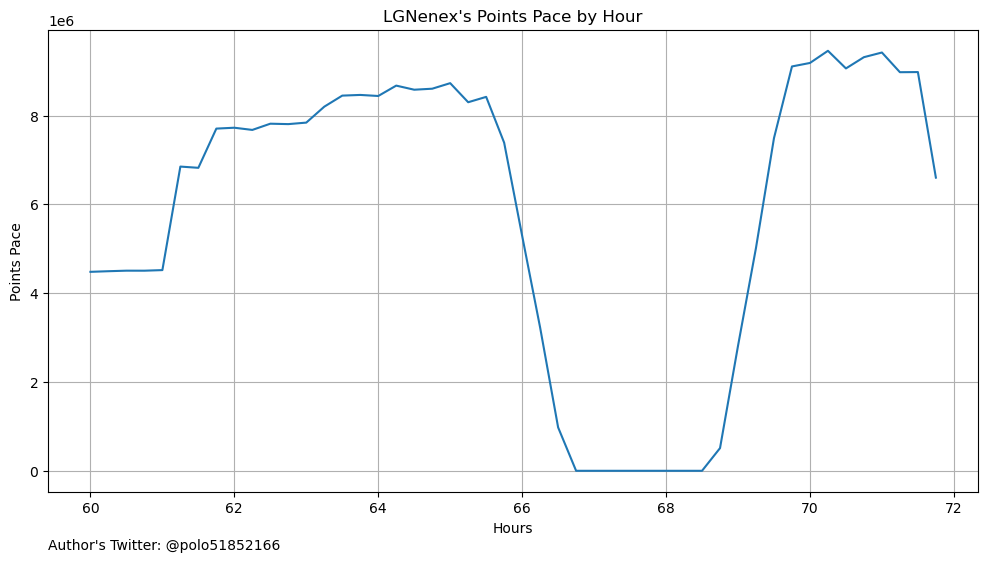 LGNenex's Points Pace by Hour
1e6
8
6
4
2
0
Points Pace
60 62 64 66 68 70 72
Hours
Author's Twitter: @polo51852166